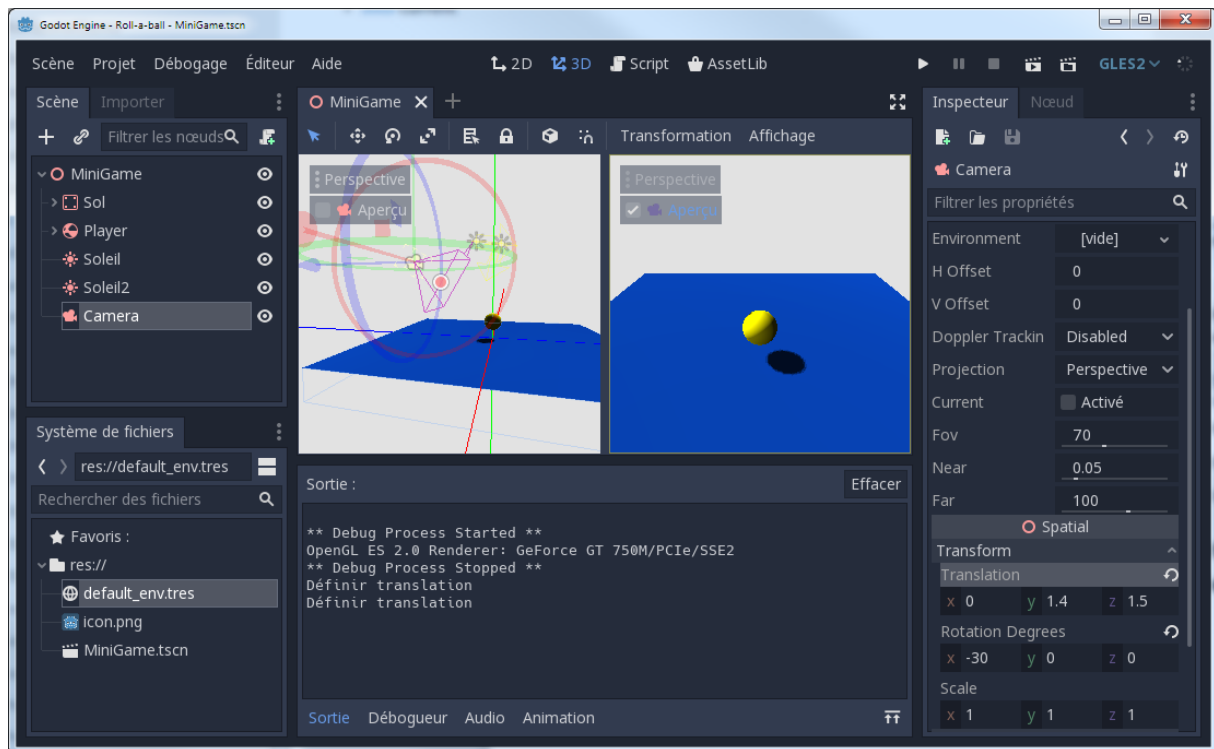 Godot Engine - Roll-a-ball - MiniGame.tscn
Scène Projet Débogage Éditeur Aide 2D 3D Script AssetLib GLES2
Scène Importer
Filtrer les nœuds
MiniGame
Sol
Player
Soleil
Soleil2
Camera
Système de fichiers
res://default_env.tres
Rechercher des fichiers
Favoris :
res://
default_env.tres
icon.png
MiniGame.tscn
MiniGame
Transformation Affichage
Perspective
Aperçu
Perspective
Aperçu
Sortie : Effacer
** Debug Process Started **
OpenGL ES 2.0 Renderer: GeForce GT 750M/PCIe/SSE2
** Debug Process Stopped **
Définir translation
Définir translation
Sortie Débogueur Audio Animation
Inspecteur Nœud
Camera
Filtrer les propriétés
Environment [vide]
H Offset 0
V Offset 0
Doppler Trackin Disabled
Projection Perspective
Current Activé
Fov 70
Near 0.05
Far 100
Spatial
Transform
Translation
x 0 y 1.4 z 1.5
Rotation Degrees
x -30 y 0 z 0
Scale
x 1 y 1 z 1